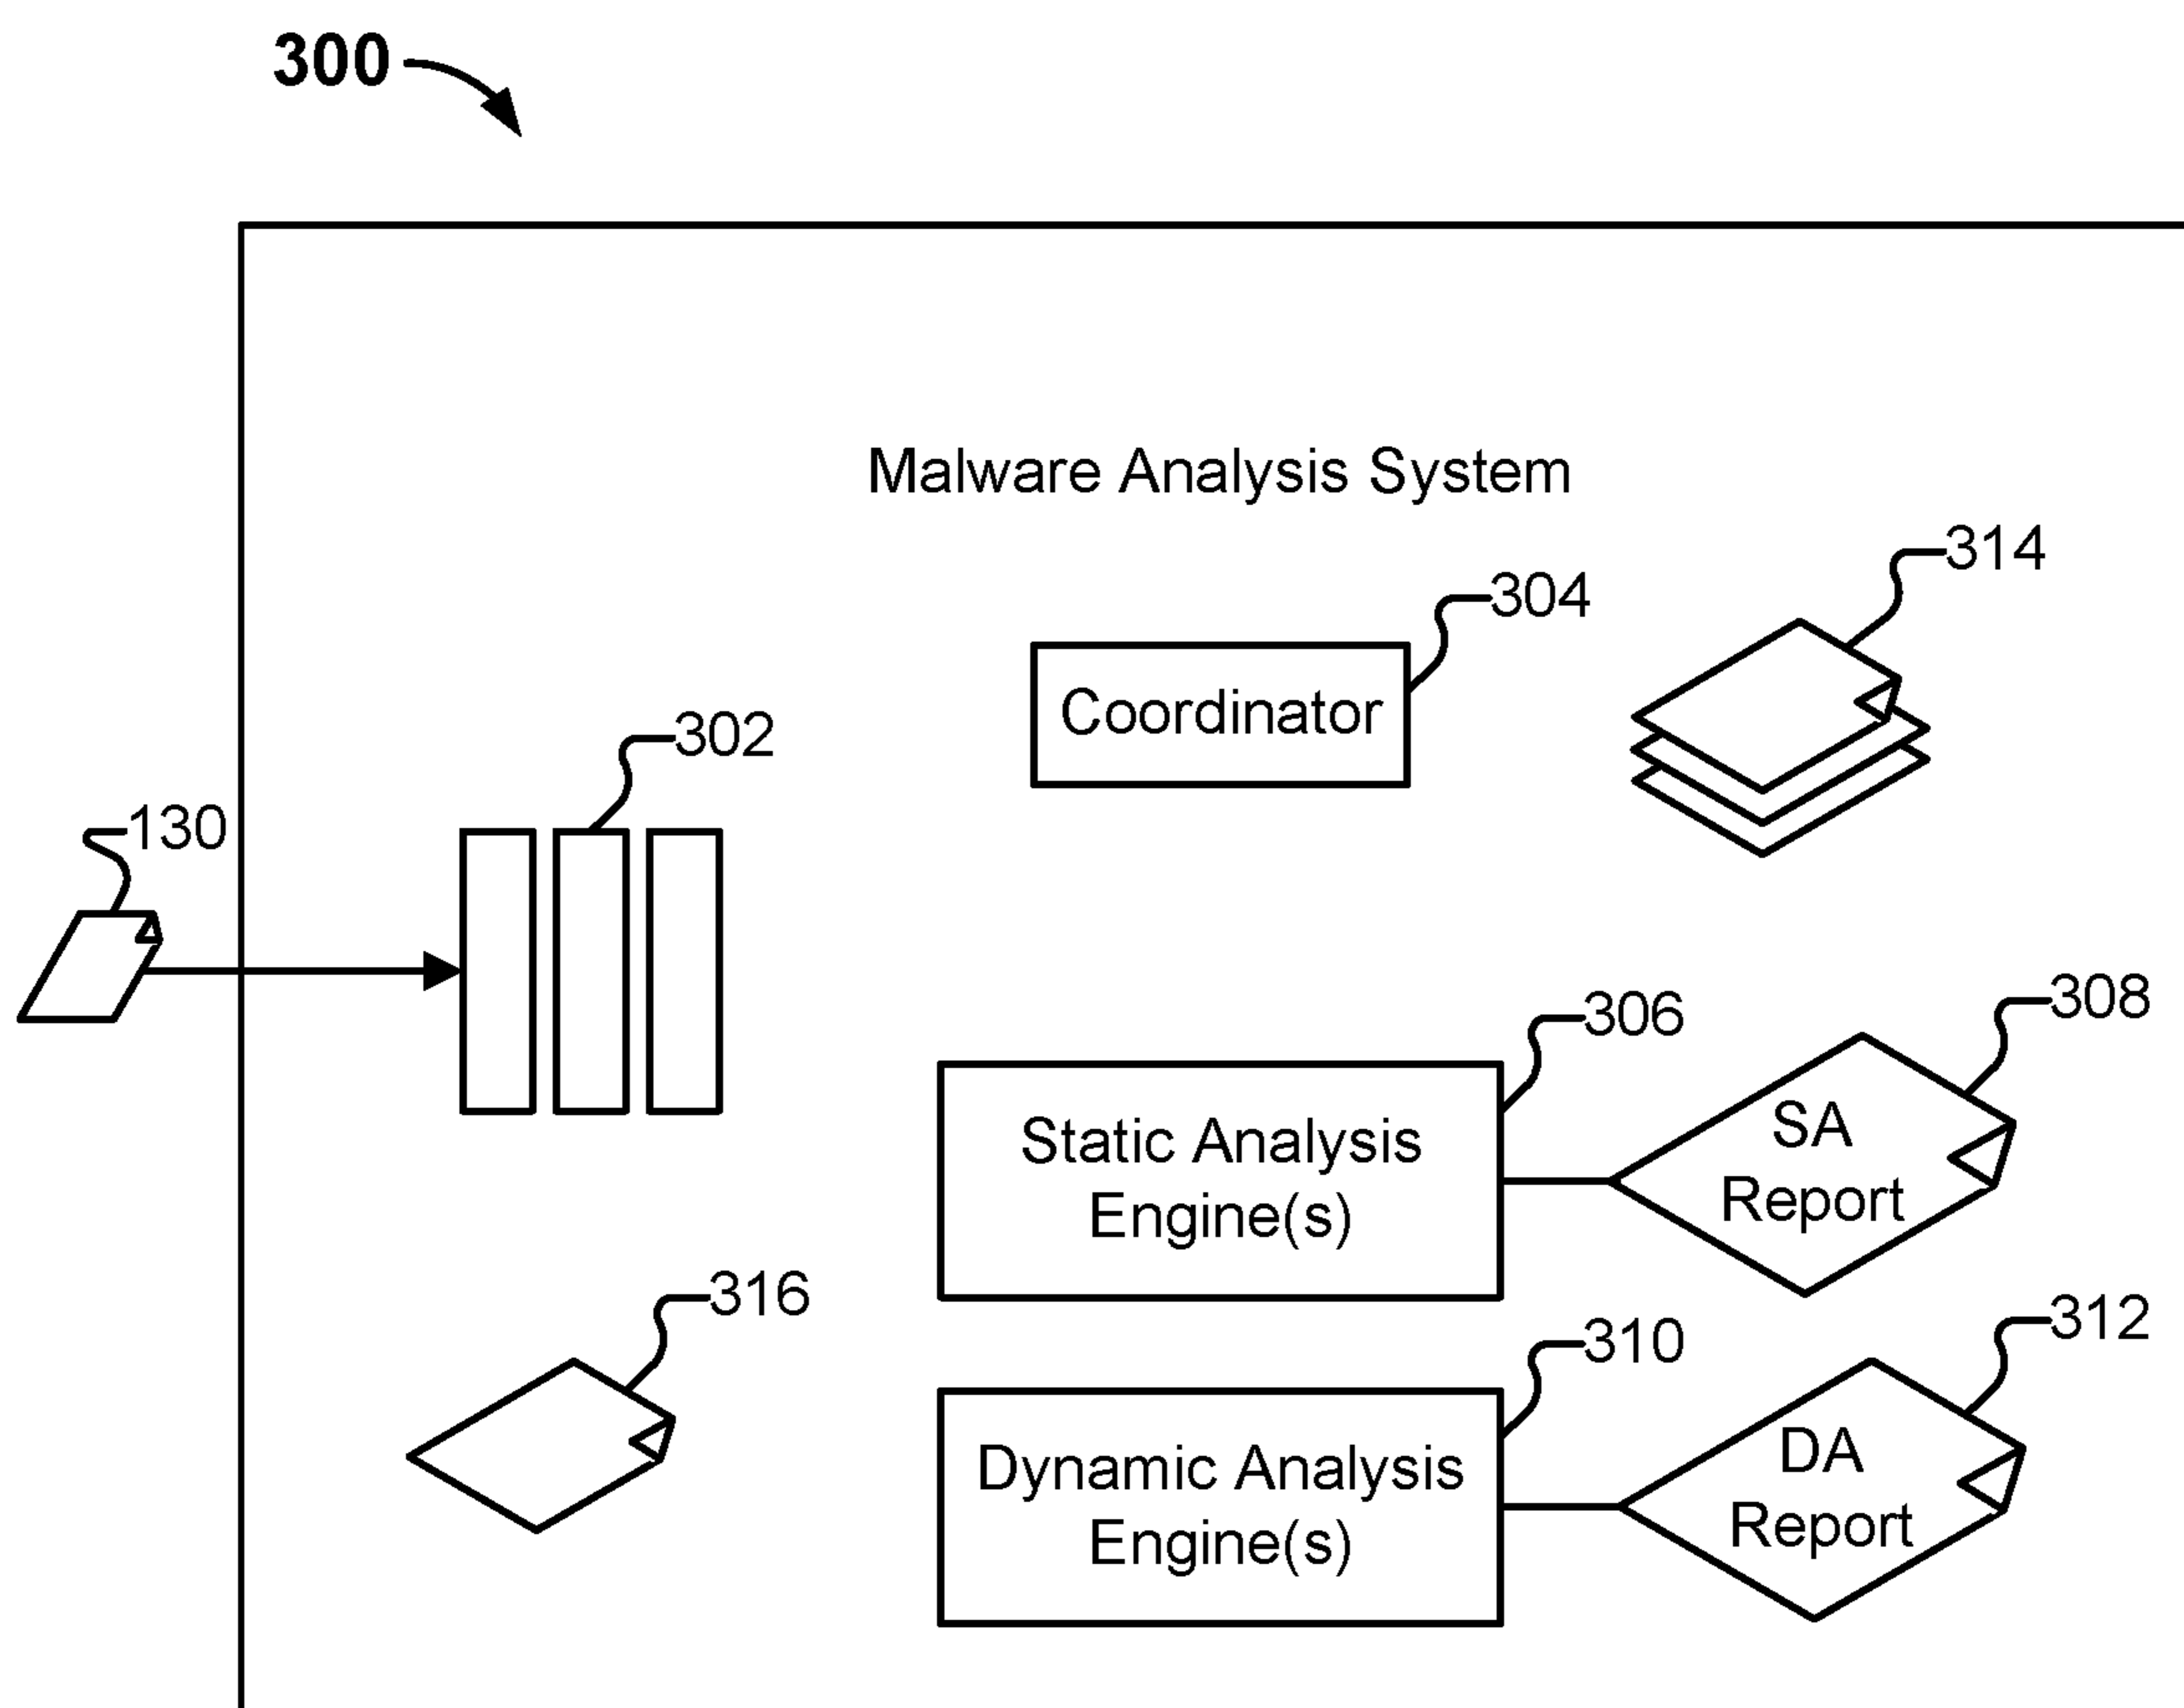 300
Malware Analysis System
314
304
Coordinator
302
130
308
306
SA
Report
Static Analysis
Engine(s)
316
312
310
DA
Report
Dynamic Analysis
Engine(s)